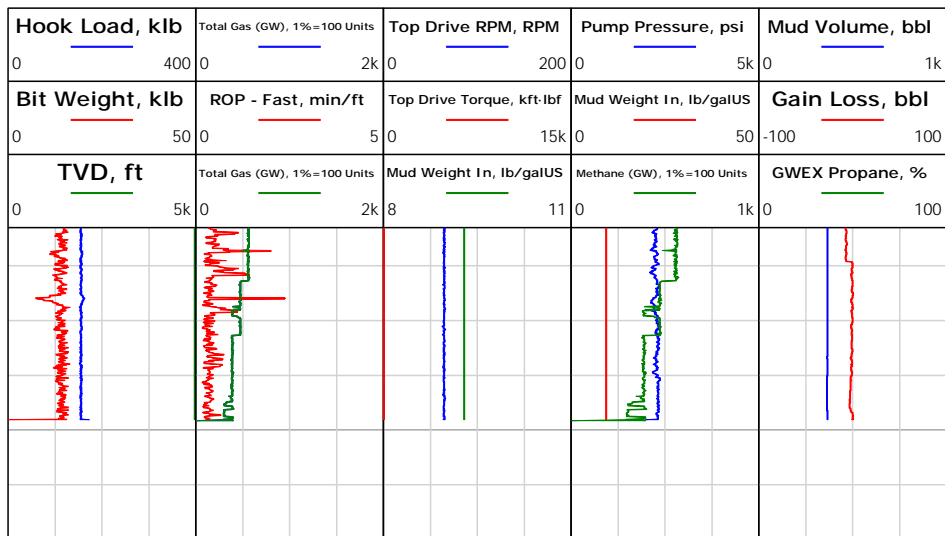 Hook Load, klb
0 400
Total Gas (GW), 1%=100 Units
0 2k
Top Drive RPM, RPM
0 200
Pump Pressure, psi
0 5k
Mud Volume, bbl
0 1k
Bit Weight, klb
0 50
ROP - Fast, min/ft
0 5
Top Drive Torque, kft·lbf
0 15k
Mud Weight In, lb/galUS
0 50
Gain Loss, bbl
-100 100
TVD, ft
0 5k
Total Gas (GW), 1%=100 Units
0 2k
Mud Weight In, lb/galUS
8 11
Methane (GW), 1%=100 Units
0 1k
GWEX Propane, %
0 100